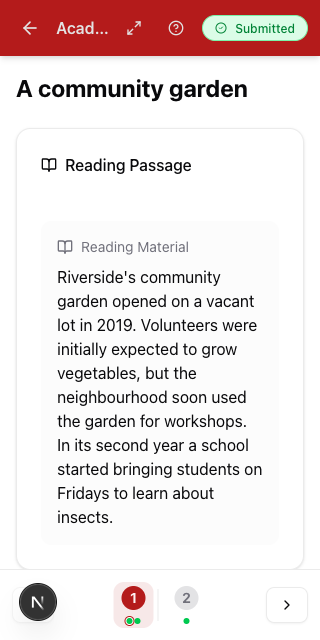 Acad...
Submitted
A community garden
Reading Passage
Reading Material
Riverside's community
garden opened on a vacant
lot in 2019. Volunteers were
initially expected to grow
vegetables, but the
neighbourhood soon used
the garden for workshops.
In its second year a school
started bringing students on
Fridays to learn about
insects.
N
1
2